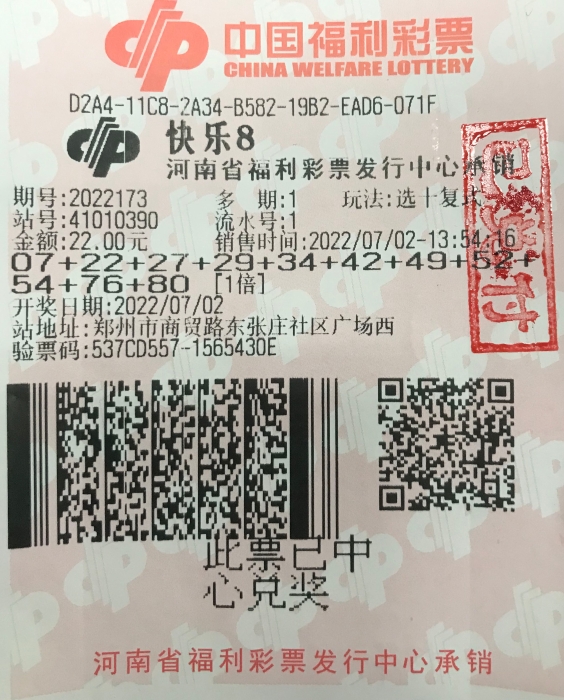 中国福利彩票
CHINA WELFARE LOTTERY
D2A4-11C8-2A34-B582-19B2-EAD6-071F
快乐8
河南省福利彩票发行中心承销
期号:2022173 多 期:1 玩法:选十复式
站号:41010390 流水号:1
金额:22.00元 销售时间:2022/07/02-13:54:16
07+22+27+29+34+42+49+52+
54+76+80 [1倍]
开奖日期:2022/07/02
站地址:郑州市商贸路东张庄社区广场西
验票码:537CD557-1565430E
已兑付
此票已中
心兑奖
河南省福利彩票发行中心承销